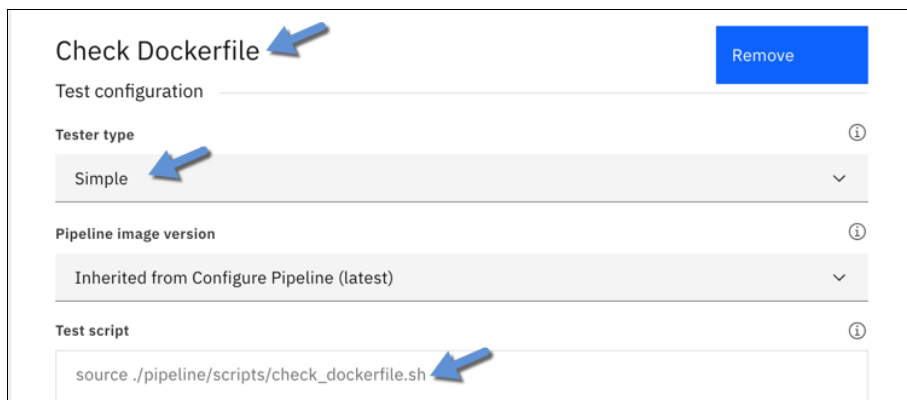 Check Dockerfile
Remove
Test configuration
Tester type
Simple
Pipeline image version
Inherited from Configure Pipeline (latest)
Test script
source ./pipeline/scripts/check_dockerfile.sh